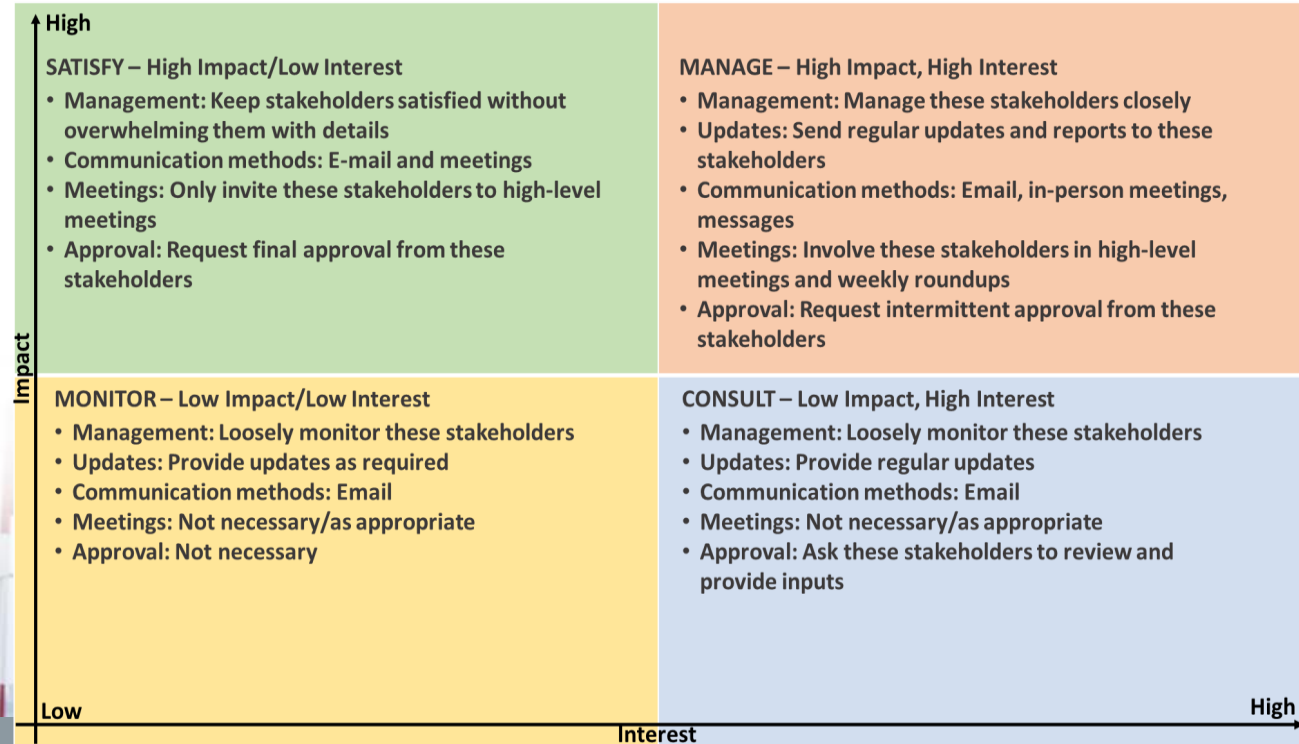 High
SATISFY – High Impact/Low Interest
• Management: Keep stakeholders satisfied without
overwhelming them with details
• Communication methods: E-mail and meetings
• Meetings: Only invite these stakeholders to high-level
meetings
• Approval: Request final approval from these
stakeholders
MANAGE – High Impact, High Interest
• Management: Manage these stakeholders closely
• Updates: Send regular updates and reports to these
stakeholders
• Communication methods: Email, in-person meetings,
messages
• Meetings: Involve these stakeholders in high-level
meetings and weekly roundups
• Approval: Request intermittent approval from these
stakeholders
Impact
MONITOR – Low Impact/Low Interest
• Management: Loosely monitor these stakeholders
• Updates: Provide updates as required
• Communication methods: Email
• Meetings: Not necessary/as appropriate
• Approval: Not necessary
CONSULT – Low Impact, High Interest
• Management: Loosely monitor these stakeholders
• Updates: Provide regular updates
• Communication methods: Email
• Meetings: Not necessary/as appropriate
• Approval: Ask these stakeholders to review and
provide inputs
Low
High
Interest